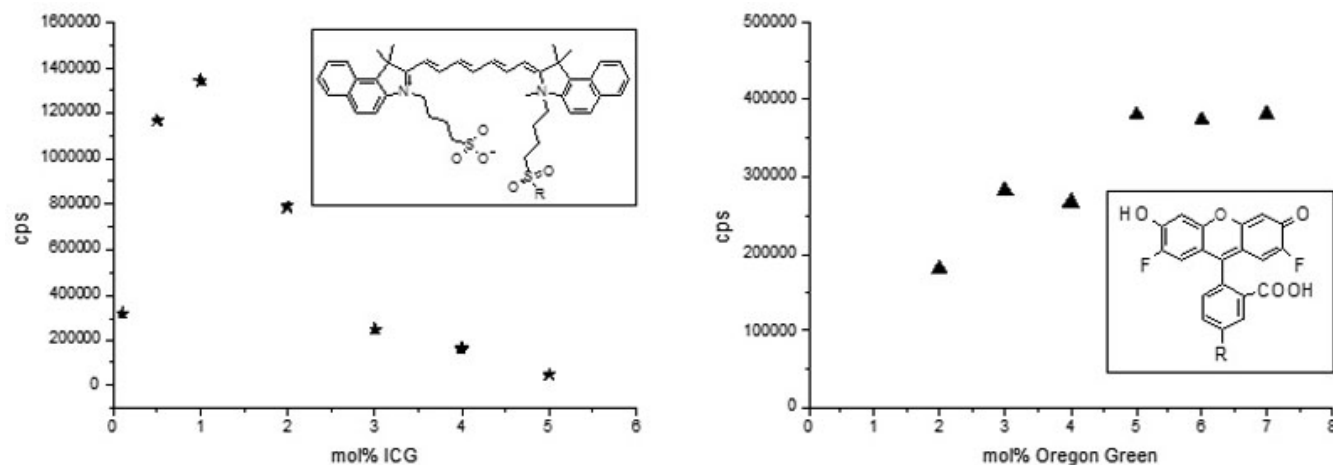 1600000
1400000
1200000
1000000
800000
600000
400000
200000
0
cps
0 1 2 3 4 5 6
mol% ICG
N
N
O
S
O
O
O
-
O
S
O
R
500000
400000
300000
200000
100000
0
cps
0 1 2 3 4 5 6 7 8
mol% Oregon Green
HO
O
O
F
F
COOH
R